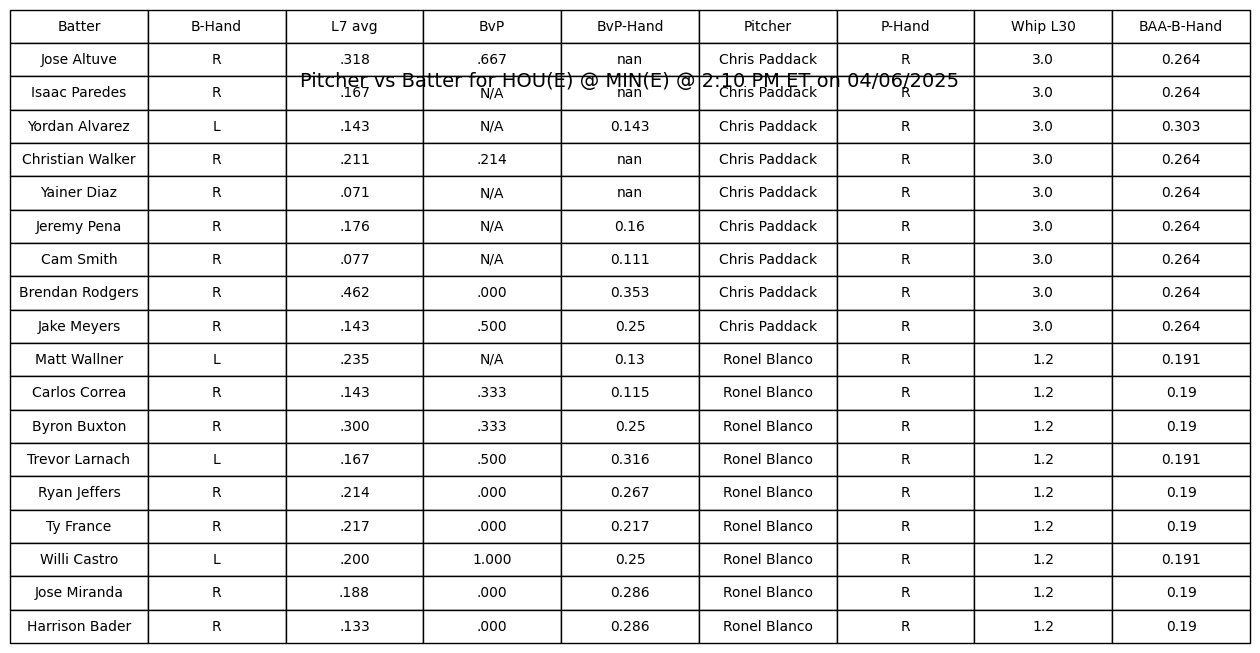 Batter B-Hand L7 avg BvP BvP-Hand Pitcher P-Hand Whip L30 BAA-B-Hand
Jose Altuve R .318 .667 nan Chris Paddack R 3.0 0.264
Pitcher vs Batter for HOU(E) @ MIN(E) @ 2:10 PM ET on 04/06/2025
Isaac Paredes R .167 N/A nan Chris Paddack R 3.0 0.264
Yordan Alvarez L .143 N/A 0.143 Chris Paddack R 3.0 0.303
Christian Walker R .211 .214 nan Chris Paddack R 3.0 0.264
Yainer Diaz R .071 N/A nan Chris Paddack R 3.0 0.264
Jeremy Pena R .176 N/A 0.16 Chris Paddack R 3.0 0.264
Cam Smith R .077 N/A 0.111 Chris Paddack R 3.0 0.264
Brendan Rodgers R .462 .000 0.353 Chris Paddack R 3.0 0.264
Jake Meyers R .143 .500 0.25 Chris Paddack R 3.0 0.264
Matt Wallner L .235 N/A 0.13 Ronel Blanco R 1.2 0.191
Carlos Correa R .143 .333 0.115 Ronel Blanco R 1.2 0.19
Byron Buxton R .300 .333 0.25 Ronel Blanco R 1.2 0.19
Trevor Larnach L .167 .500 0.316 Ronel Blanco R 1.2 0.191
Ryan Jeffers R .214 .000 0.267 Ronel Blanco R 1.2 0.19
Ty France R .217 .000 0.217 Ronel Blanco R 1.2 0.19
Willi Castro L .200 1.000 0.25 Ronel Blanco R 1.2 0.191
Jose Miranda R .188 .000 0.286 Ronel Blanco R 1.2 0.19
Harrison Bader R .133 .000 0.286 Ronel Blanco R 1.2 0.19